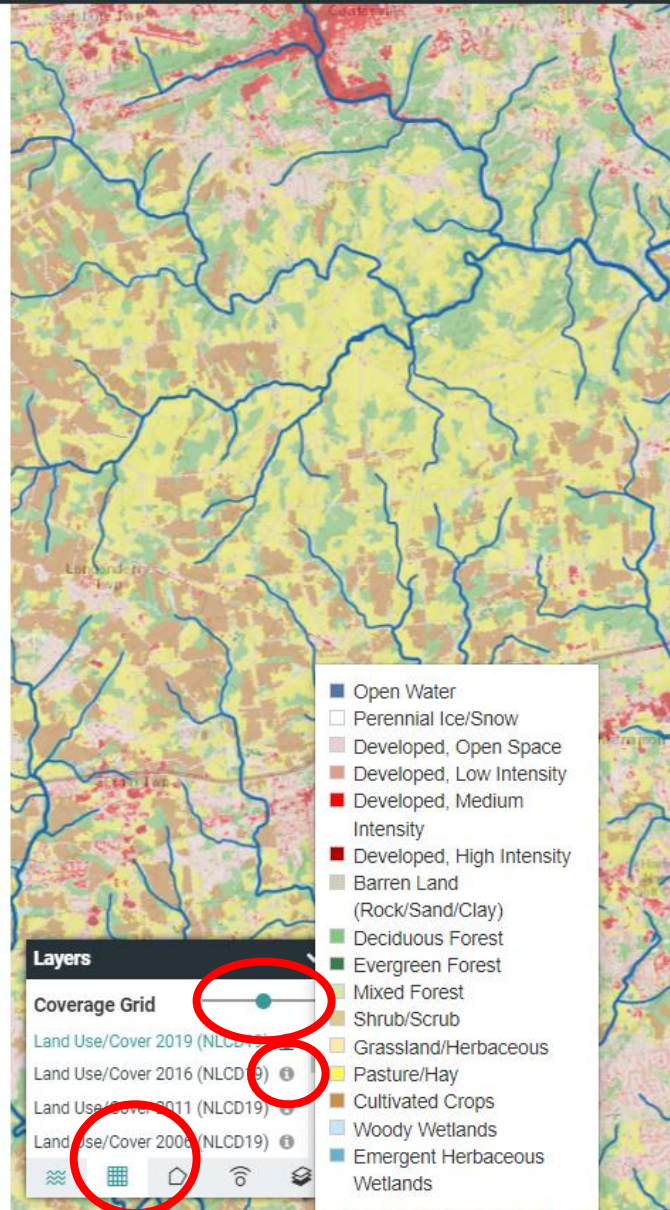 Open Water
Perennial Ice/Snow
Developed, Open Space
Developed, Low Intensity
Developed, Medium
Intensity
Developed, High Intensity
Barren Land
(Rock/Sand/Clay)
Deciduous Forest
Evergreen Forest
Mixed Forest
Shrub/Scrub
Grassland/Herbaceous
Pasture/Hay
Cultivated Crops
Woody Wetlands
Emergent Herbaceous
Wetlands
Layers
Coverage Grid
Land Use/Cover 2019 (NLCD19)
Land Use/Cover 2016 (NLCD19)
Land Use/Cover 2011 (NLCD19)
Land Use/Cover 2006 (NLCD19)